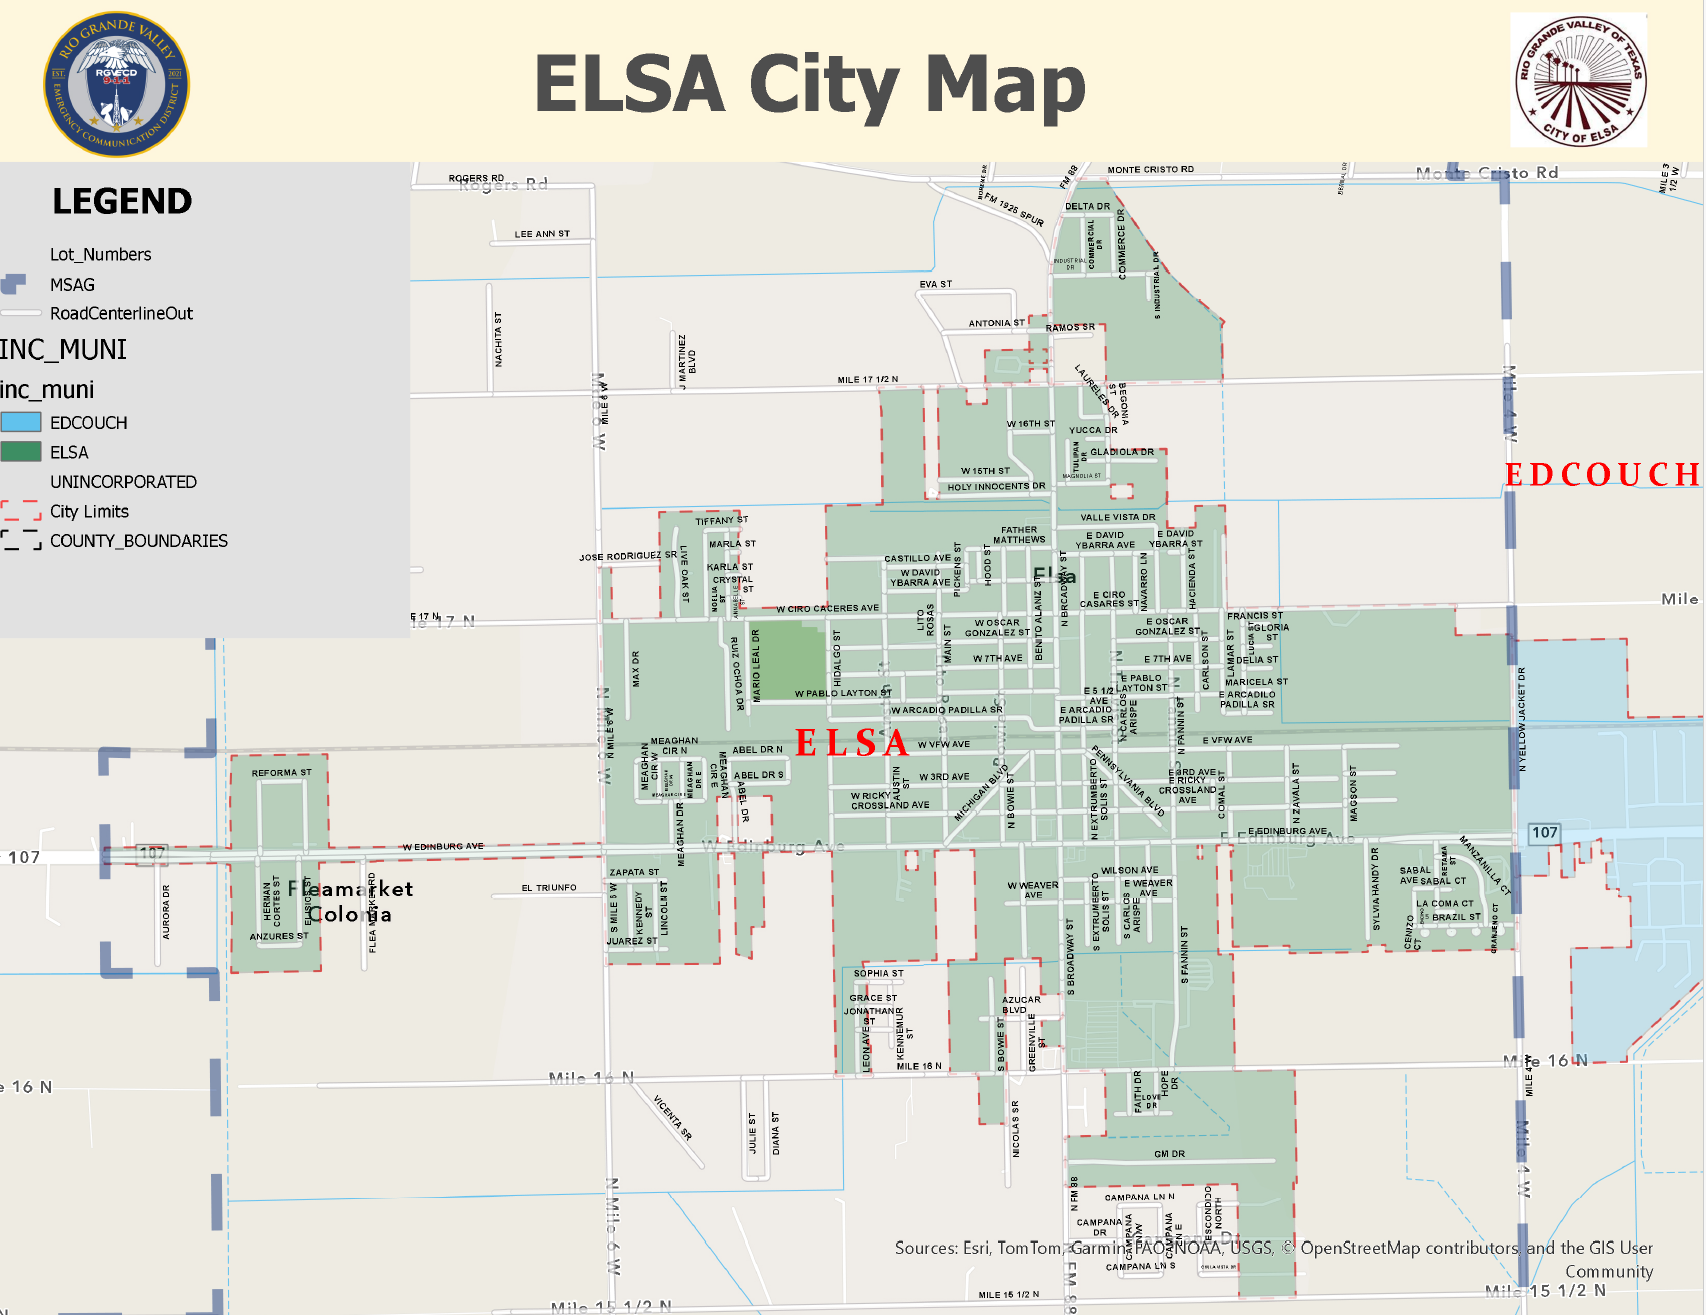 RIO GRANDE VALLEY
EST.
RGVECD
911
2021
EMERGENCY COMMUNICATION DISTRICT
ELSA City Map
RIO GRANDE VALLEY OF TEXAS
CITY OF ELSA
LEGEND
Lot_Numbers
MSAG
RoadCenterlineOut
INC_MUNI
inc_muni
EDCOUCH
ELSA
UNINCORPORATED
City Limits
COUNTY_BOUNDARIES
ROGERS RD
Rogers Rd
FM 88
MONTE CRISTO RD
Monte Cristo Rd
MILE 3
1/2 W
FM 1925 SPUR
DELTA DR
COMMERCIAL
DR
COMMERCE DR
INDUSTRIAL
DR
S INDUSTRIAL DR
LEE ANN ST
EVA ST
NACHITA ST
J MARTINEZ
BLVD
ANTONIA ST
RAMOS SR
MILE 17 1/2 N
LAURELES DR
BEGONIA
ST
MILE 6 W
Mile 4 W
W 16TH ST
YUCCA DR
TULIPAN
DR
GLADIOLA DR
W 15TH ST
MAGNOLIA ST
HOLY INNOCENTS DR
EDCOUCH
TIFFANY ST
VALLE VISTA DR
FATHER
MATTHEWS
E DAVID
YBARRA AVE
E DAVID
YBARRA ST
JOSE RODRIGUEZ SR
LIVE OAK ST
MARLA ST
KARLA ST
CRYSTAL
ST
NOELIA
ST
CASTILLO AVE
W DAVID
YBARRA AVE
PICKENS ST
HOOD ST
Elsa
BENITO ALANIZ ST
N BROADWAY ST
NAVARRO LN
HACIENDA ST
E CIRO
CASARES ST
W CIRO CACERES AVE
Mile
E 17 N
le 17 N
LITO
ROSAS
MAIN ST
W OSCAR
GONZALEZ ST
E OSCAR
GONZALEZ ST
FRANCIS ST
GLORIA
ST
LUCIA ST
MAX DR
RUIZ OCHOA DR
MARIO LEAL DR
HIDALGO ST
W 7TH AVE
E 7TH AVE
CARLSON ST
LAMAR ST
DELIA ST
E PABLO
LAYTON ST
MARICELA ST
W PABLO LAYTON ST
E 5 1/2
AVE
E ARCADILO
PADILLA SR
W ARCADIO PADILLA SR
E ARCADIO
PADILLA SR
N CARLOS
ARISPE
N FANNIN ST
N YELLOW JACKET DR
N MILE 6 W
ELSA
MEAGHAN
CIR N
ABEL DR N
W VFW AVE
E VFW AVE
MEAGHAN
CIR W
MEAGHAN
DR E
MEAGHAN
CIR E
ABEL DR S
ABEL DR
REFORMA ST
W 3RD AVE
E 3RD AVE
PENNSYLVANIA BLVD
MICHIGAN BLVD
AUSTIN
ST
W RICKY
CROSSLAND AVE
E RICKY
CROSSLAND
AVE
N BOWIE ST
N EXTRUMBERTO
SOLIS ST
COMAL ST
N ZAVALA ST
MAGSON ST
MEAGHAN DR
E EDINBURG AVE
E Edinburg Ave
107
107
107
W EDINBURG AVE
W Edinburg Ave
AURORA DR
HERNAN
CORTES ST
ELISIOS ST
Fleamarket
Colonia
FLEA MARKET RD
ANZURES ST
EL TRIUNFO
ZAPATA ST
S MILE 5 W
KENNEDY
ST
LINCOLN ST
JUAREZ ST
W WEAVER
AVE
WILSON AVE
E WEAVER
AVE
S EXTRUMBERTO
SOLIS ST
S CARLOS
ARISPE
S BROADWAY ST
S FANNIN ST
SYLVIA HANDY DR
SABAL
AVE
SABAL CT
RETAMA
ST
MANZANILLA CT
LA COMA CT
BRAZIL ST
CENIZO
CT
GRANJENO CT
SOPHIA ST
GRACE ST
JONATHAN
ST
LEON AVE ST
KENNEMUR
ST
AZUCAR
BLVD
S BOWIE ST
GREENVILLE
ST
MILE 16 N
Mile 16 N
Mile 16 N
e 16 N
MILE 4 W
Mile 4 W
VICENTA SR
JULIE ST
DIANA ST
NICOLAS SR
FAITH DR
LOVE
DR
HOPE
DR
GM DR
N FM 88
CAMPANA LN N
CAMPANA
DR
CAMPANA
LN W
CAMPANA
LN E
ESCONDIDO
NORTH
CAMPANA LN S
N Mile 6 W
N FM 88
Sources: Esri, TomTom, Garmin, FAO, NOAA, USGS, © OpenStreetMap contributors, and the GIS User
Community
MILE 15 1/2 N
Mile 15 1/2 N
Mile 15 1/2 N